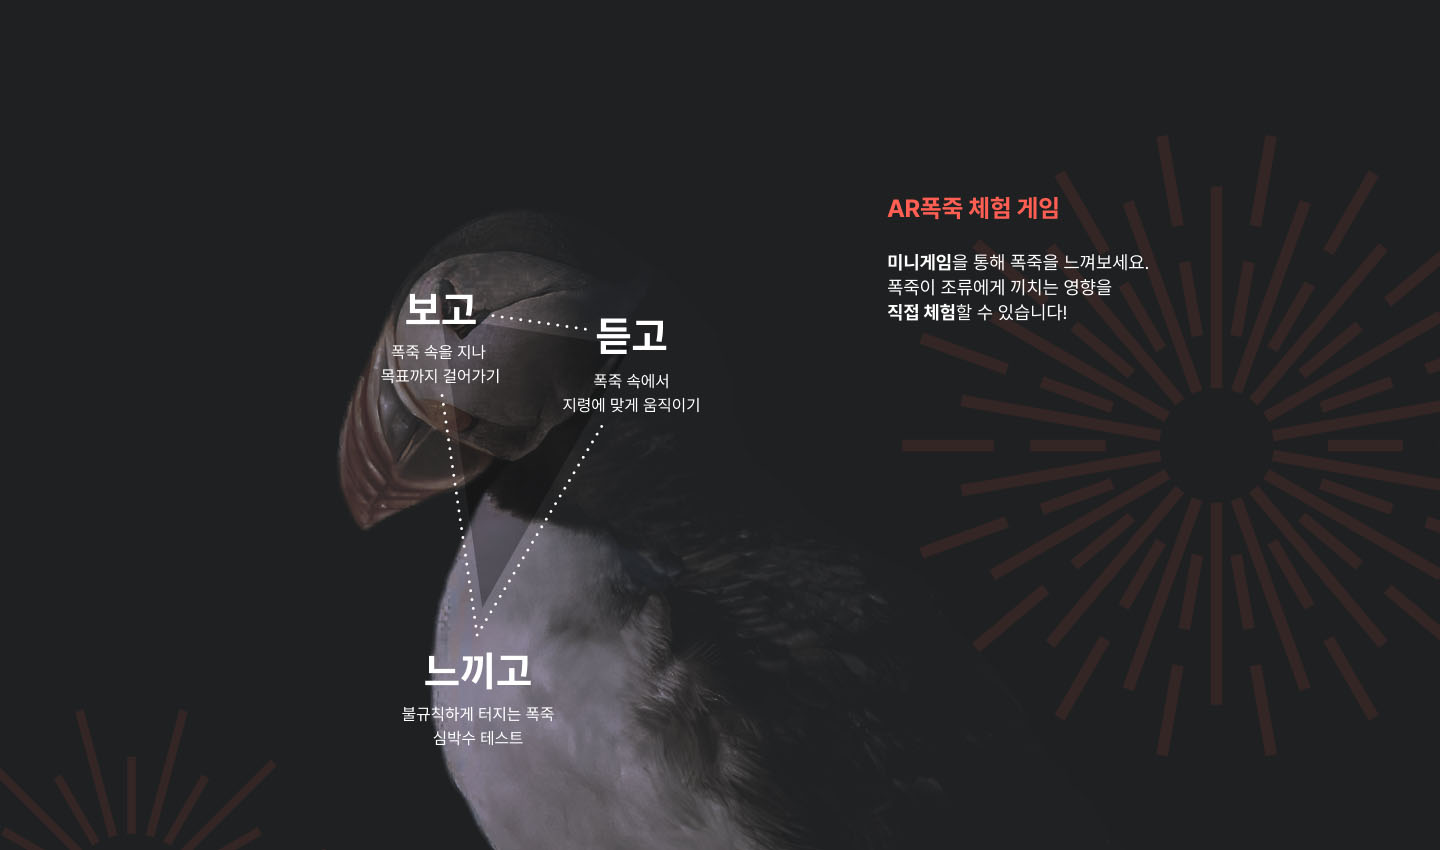 보고
폭죽 속을 지나
목표까지 걸어가기
듣고
폭죽 속에서
지령에 맞게 움직이기
느끼고
불규칙하게 터지는 폭죽
심박수 테스트
AR폭죽 체험 게임
미니게임을 통해 폭죽을 느껴보세요.
폭죽이 조류에게 끼치는 영향을
직접 체험할 수 있습니다!